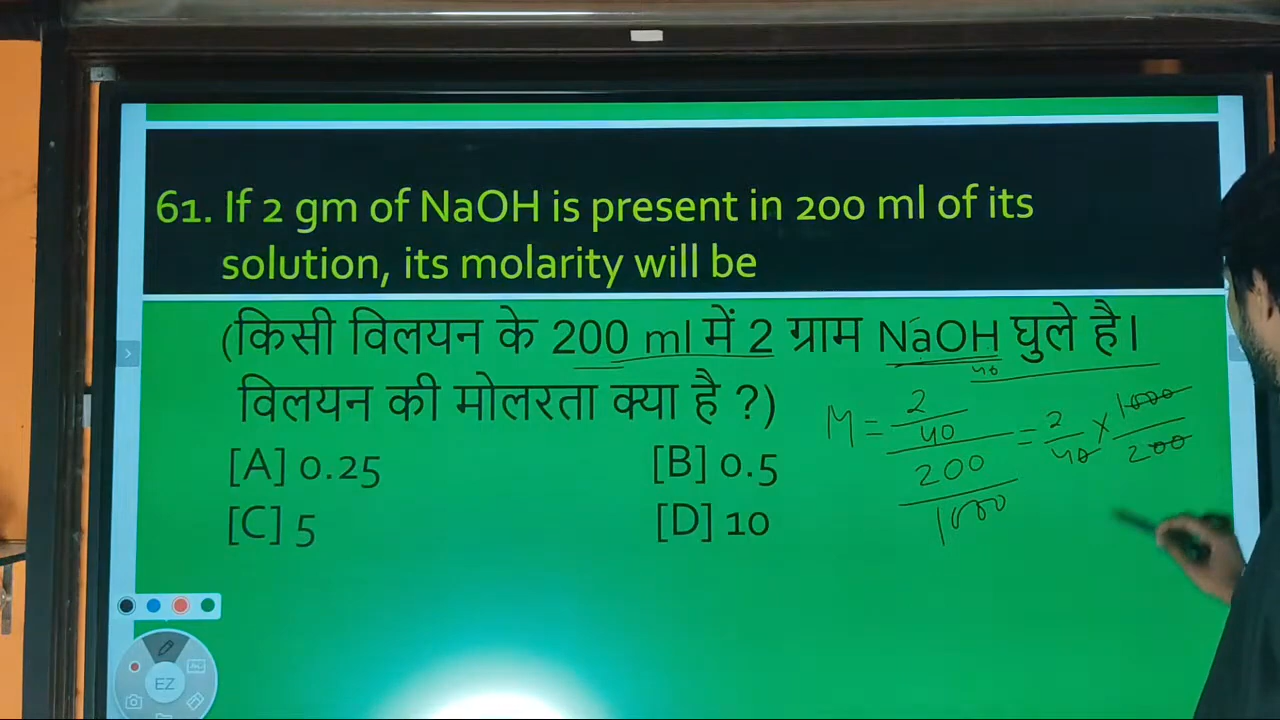 61. If 2 gm of NaOH is present in 200 ml of its
solution, its molarity will be
(किसी विलयन के 200 ml में 2 ग्राम NaOH घुले है।
40
विलयन की मोलरता क्या है ?)
M = 2/40 / 200/1000 = 2/40 × 1000/200
[A] 0.25 [B] 0.5
[C] 5 [D] 10
EZ